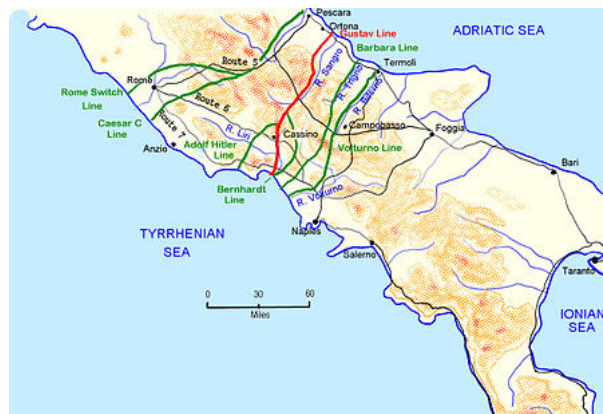 Pescara
Ortona
Gustav Line
ADRIATIC SEA
Barbara Line
Route 5
R. Sangro
Termoli
Rome
R. Trigno
R. Biferno
Rome Switch
Line
Route 6
Caesar C
Line
Route 7
R. Liri
Cassino
Campobasso
Foggia
Anzio
Adolf Hitler
Line
Volturno Line
Bari
Bernhardt
Line
R. Volturno
TYRRHENIAN
SEA
Naples
Salerno
Taranto
IONIAN
SEA
0 30 60
Miles